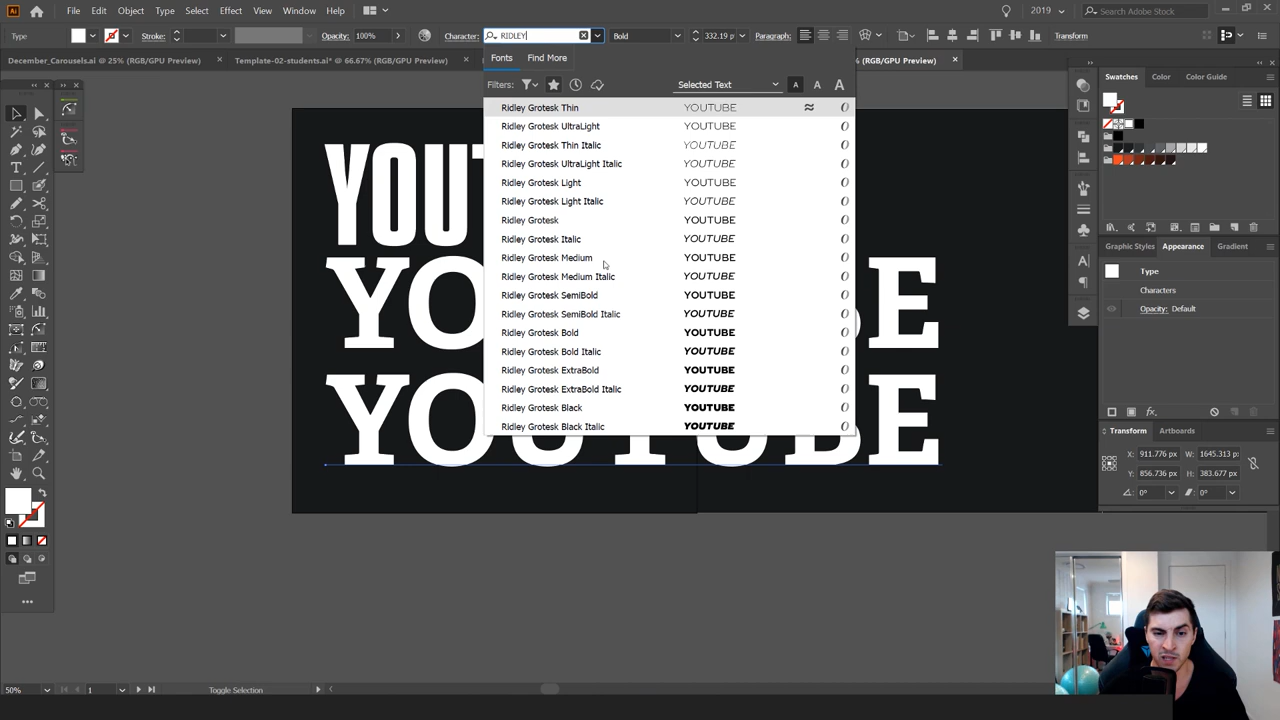 Ai File Edit Object Type Select Effect View Window Help 2019 Search Adobe Stock
Type Stroke: Opacity: 100% Character: RIDLEY Bold 332.19 p Paragraph: Transform
December_Carousels.ai @ 25% (RGB/GPU Preview) Template-02-students.ai* @ 66.67% (RGB/GPU Preview) % (RGB/GPU Preview)
Fonts Find More
Filters: Selected Text A A A
Ridley Grotesk Thin YOUTUBE
Ridley Grotesk UltraLight YOUTUBE
Ridley Grotesk Thin Italic YOUTUBE
Ridley Grotesk UltraLight Italic YOUTUBE
Ridley Grotesk Light YOUTUBE
Ridley Grotesk Light Italic YOUTUBE
Ridley Grotesk YOUTUBE
Ridley Grotesk Italic YOUTUBE
Ridley Grotesk Medium YOUTUBE
Ridley Grotesk Medium Italic YOUTUBE
Ridley Grotesk SemiBold YOUTUBE
Ridley Grotesk SemiBold Italic YOUTUBE
Ridley Grotesk Bold YOUTUBE
Ridley Grotesk Bold Italic YOUTUBE
Ridley Grotesk ExtraBold YOUTUBE
Ridley Grotesk ExtraBold Italic YOUTUBE
Ridley Grotesk Black YOUTUBE
Ridley Grotesk Black Italic YOUTUBE
YOUT
YO BE
YOUTUBE
Swatches Color Color Guide
Graphic Styles Appearance Gradient
Type
Characters
Opacity: Default
Transform Artboards
X: 911.776 px W: 1645.313 px
Y: 856.736 px H: 383.677 px
0° 0°
50% 1 Toggle Selection